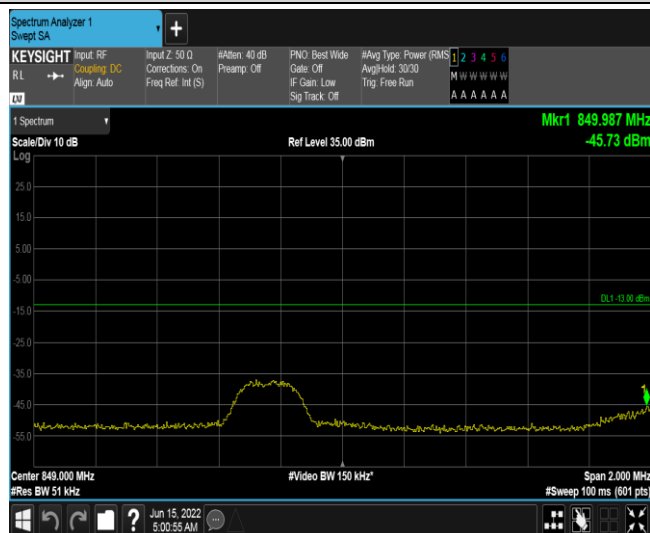 Spectrum Analyzer 1
Swept SA
+
KEYSIGHT
RL
LXI
Input: RF
Coupling: DC
Align: Auto
Input Z: 50 Ω
Corrections: On
Freq Ref: Int (S)
#Atten: 40 dB
Preamp: Off
PNO: Best Wide
Gate: Off
IF Gain: Low
Sig Track: Off
#Avg Type: Power (RMS
Avg|Hold: 30/30
Trig: Free Run
1 2 3 4 5 6
M W W W W W
A A A A A A
1 Spectrum
Mkr1 849.987 MHz
Scale/Div 10 dB
Ref Level 35.00 dBm
-45.73 dBm
Log
25.0
15.0
5.00
-5.00
DL1 -13.00 dBm
-15.0
-25.0
-35.0
1
-45.0
-55.0
Center 849.000 MHz
#Video BW 150 kHz*
Span 2.000 MHz
#Res BW 51 kHz
#Sweep 100 ms (601 pts)
?
Jun 15, 2022
5:00:55 AM